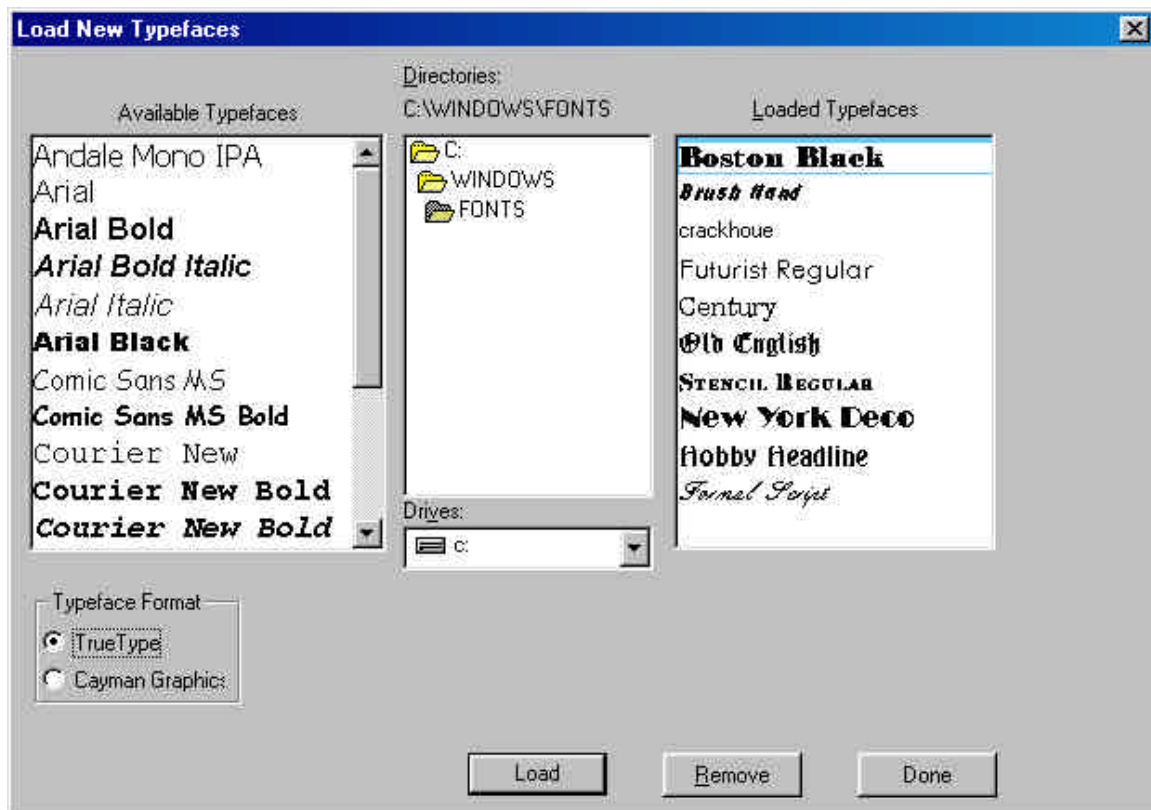 Load New Typefaces
Available Typefaces
Andale Mono IPA
Arial
Arial Bold
Arial Bold Italic
Arial Italic
Arial Black
Comic Sans MS
Comic Sans MS Bold
Courier New
Courier New Bold
Courier New Bold
Typeface Format
TrueType
Cayman Graphics
Directories:
C:\WINDOWS\FONTS
C:
WINDOWS
FONTS
Drives:
c:
Loaded Typefaces
Boston Black
Brush Hand
crackhoue
Futurist Regular
Century
Old English
Stencil Regular
New York Deco
Hobby Headline
Formal Script
Load
Remove
Done